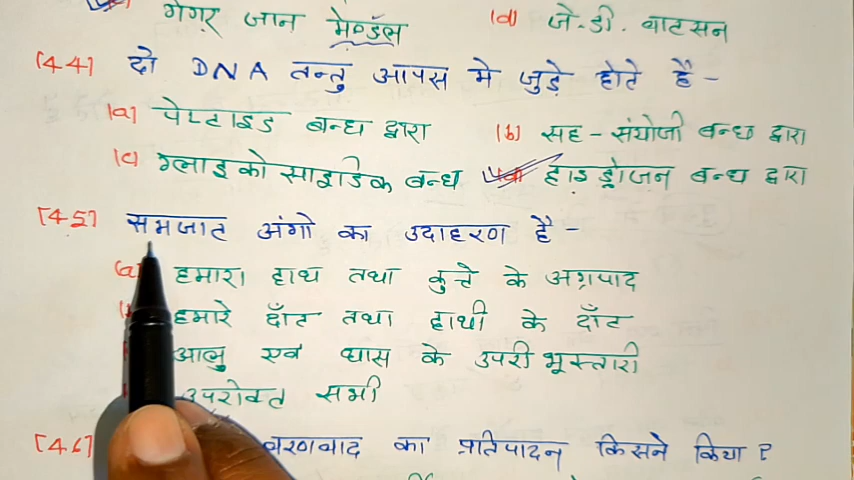 ग्रेगर जान मेण्डल (d) जे.डी. वाटसन
[44] दो DNA तन्तु आपस मे जुड़े होते है -
(a) पेप्टाइड बन्ध द्वारा (b) सह-संयोजी बन्ध द्वारा
(c) ग्लाइकोसाइडिक बन्ध हाइड्रोजन बन्ध द्वारा
[45] समजात अंगो का उदाहरण है -
(a) हमारा हाथ तथा कुत्ते के अग्रपाद
हमारे दाँत तथा हाथी के दाँत
आलु एवं घास के उपरी भूस्तारी
उपरोक्त सभी
[46] वरणवाद का प्रतिपादन किसने किया ?